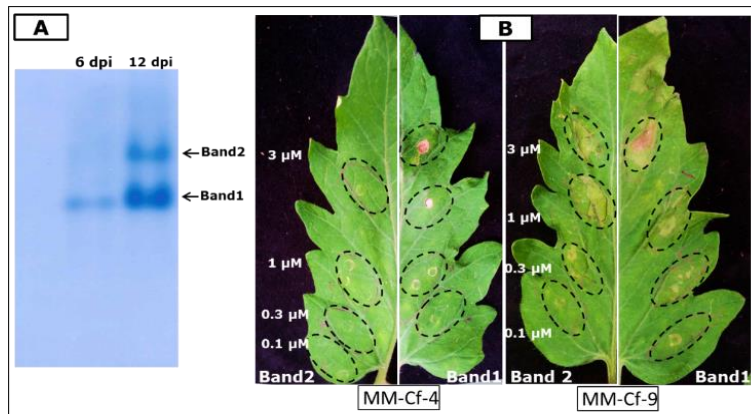 A
B
6 dpi 12 dpi
Band2
Band1
3 µM
1 µM
0.3 µM
0.1 µM
Band2
Band1
MM-Cf-4
3 µM
1 µM
0.3 µM
0.1 µM
Band 2
Band1
MM-Cf-9